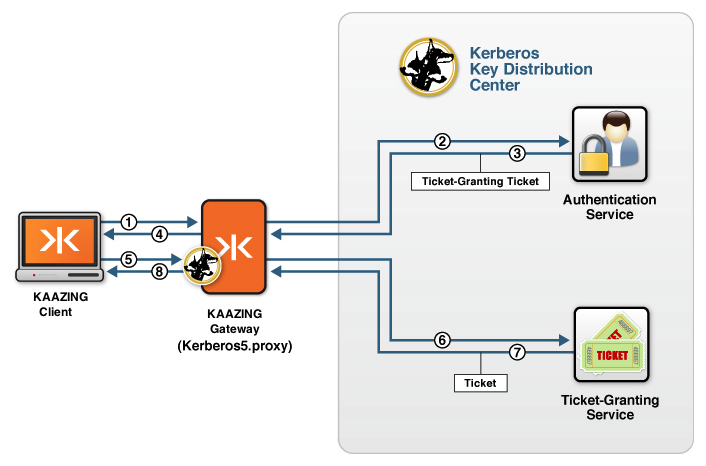 Kerberos
Key Distribution
Center
2
3
Ticket-Granting Ticket
Authentication
Service
1
4
5
8
KAAZING
Client
KAAZING
Gateway
(Kerberos5.proxy)
6
7
Ticket
TICKET
Ticket-Granting
Service